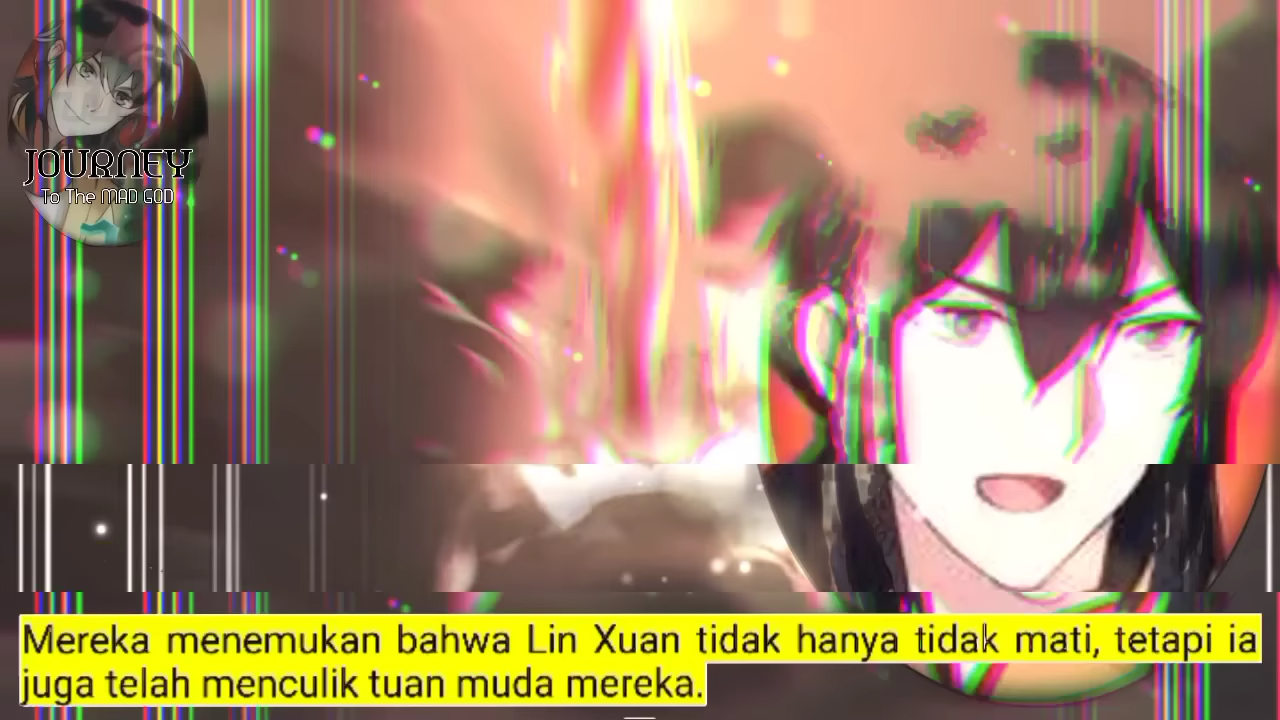 JOURNEY
To The MAD GOD
Mereka menemukan bahwa Lin Xuan tidak hanya tidak mati, tetapi ia
juga telah menculik tuan muda mereka.